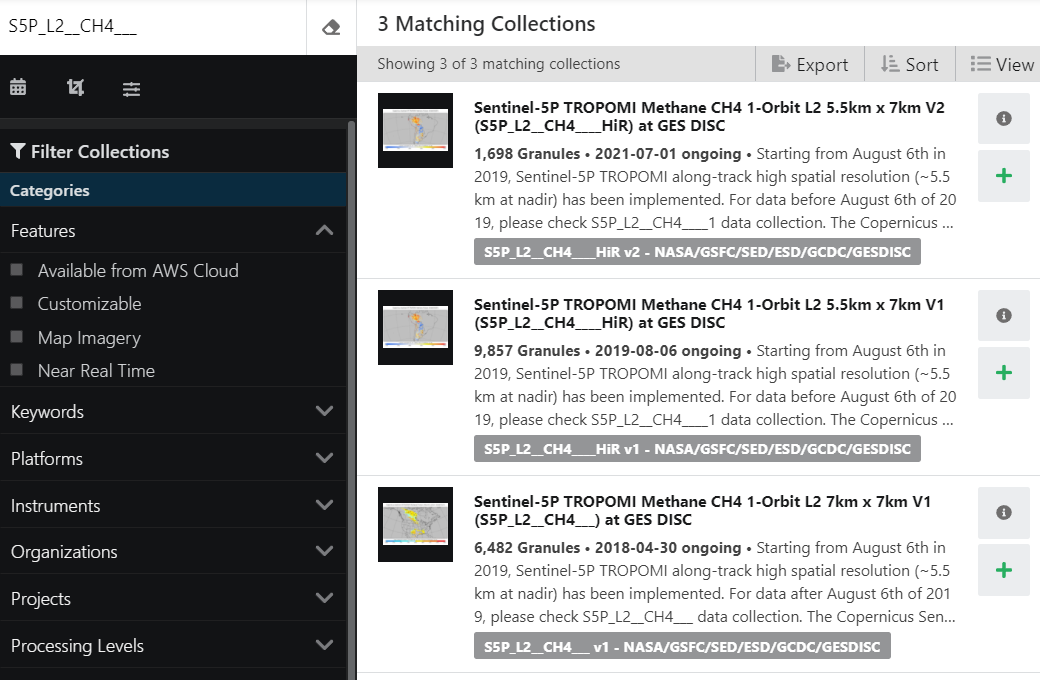 S5P_L2__CH4___
Filter Collections
Categories
Features
Available from AWS Cloud
Customizable
Map Imagery
Near Real Time
Keywords
Platforms
Instruments
Organizations
Projects
Processing Levels
3 Matching Collections
Showing 3 of 3 matching collections
Export
Sort
View
Sentinel-5P TROPOMI Methane CH4 1-Orbit L2 5.5km x 7km V2
(S5P_L2__CH4____HiR) at GES DISC
1,698 Granules • 2021-07-01 ongoing • Starting from August 6th in
2019, Sentinel-5P TROPOMI along-track high spatial resolution (~5.5
km at nadir) has been implemented. For data before August 6th of 20
19, please check S5P_L2__CH4____1 data collection. The Copernicus ...
S5P_L2__CH4____HiR v2 - NASA/GSFC/SED/ESD/GCDC/GESDISC
Sentinel-5P TROPOMI Methane CH4 1-Orbit L2 5.5km x 7km V1
(S5P_L2__CH4____HiR) at GES DISC
9,857 Granules • 2019-08-06 ongoing • Starting from August 6th in
2019, Sentinel-5P TROPOMI along-track high spatial resolution (~5.5
km at nadir) has been implemented. For data before August 6th of 20
19, please check S5P_L2__CH4____1 data collection. The Copernicus ...
S5P_L2__CH4____HiR v1 - NASA/GSFC/SED/ESD/GCDC/GESDISC
Sentinel-5P TROPOMI Methane CH4 1-Orbit L2 7km x 7km V1
(S5P_L2__CH4___) at GES DISC
6,482 Granules • 2018-04-30 ongoing • Starting from August 6th in
2019, Sentinel-5P TROPOMI along-track high spatial resolution (~5.5
km at nadir) has been implemented. For data after August 6th of 201
9, please check S5P_L2__CH4___ data collection. The Copernicus Sen...
S5P_L2__CH4___ v1 - NASA/GSFC/SED/ESD/GCDC/GESDISC